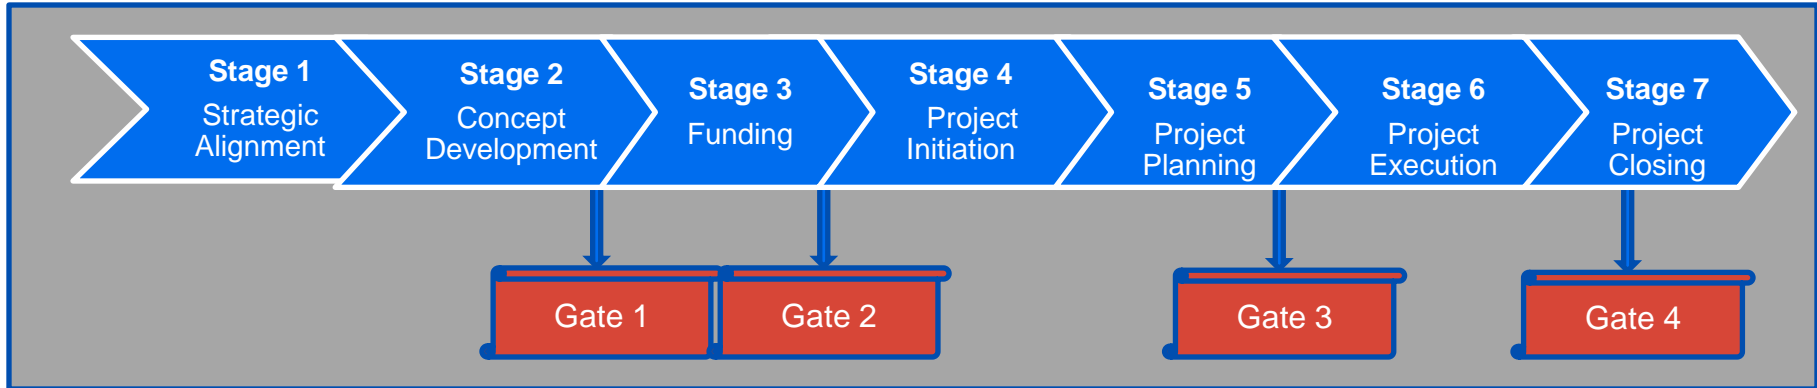 Stage 1
Strategic
Alignment
Stage 2
Concept
Development
Stage 3
Funding
Stage 4
Project
Initiation
Stage 5
Project
Planning
Stage 6
Project
Execution
Stage 7
Project
Closing
Gate 1
Gate 2
Gate 3
Gate 4